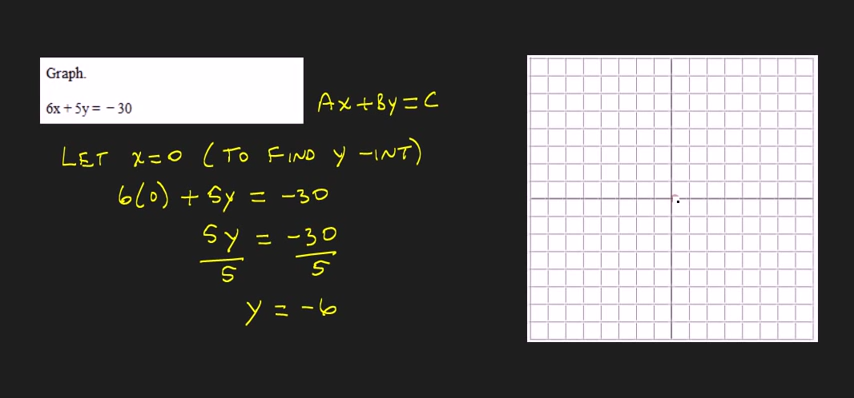 Graph.
6x + 5y = − 30
Ax + By = C
LET x = 0 ( TO FIND Y -INT)
6(0) + 5y = -30
5y = -30
5 5
y = -6